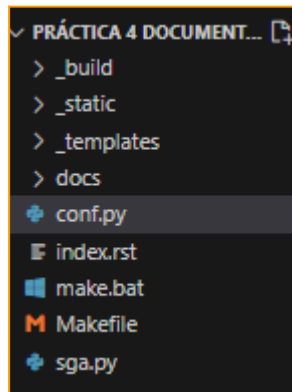 PRÁCTICA 4 DOCUMENT...
_build
_static
_templates
docs
conf.py
index.rst
make.bat
Makefile
sga.py